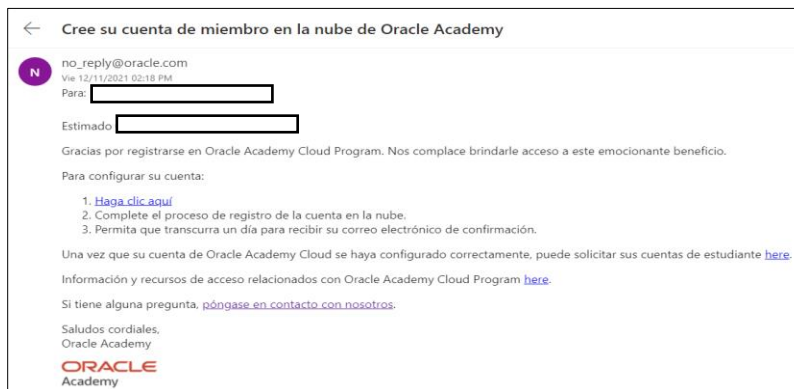 Cree su cuenta de miembro en la nube de Oracle Academy
N
no_reply@oracle.com
Vie 12/11/2021 02:18 PM
Para:
Estimado
Gracias por registrarse en Oracle Academy Cloud Program. Nos complace brindarle acceso a este emocionante beneficio.
Para configurar su cuenta:
1. Haga clic aquí
2. Complete el proceso de registro de la cuenta en la nube.
3. Permita que transcurra un día para recibir su correo electrónico de confirmación.
Una vez que su cuenta de Oracle Academy Cloud se haya configurado correctamente, puede solicitar sus cuentas de estudiante here.
Información y recursos de acceso relacionados con Oracle Academy Cloud Program here.
Si tiene alguna pregunta, póngase en contacto con nosotros.
Saludos cordiales,
Oracle Academy
ORACLE
Academy